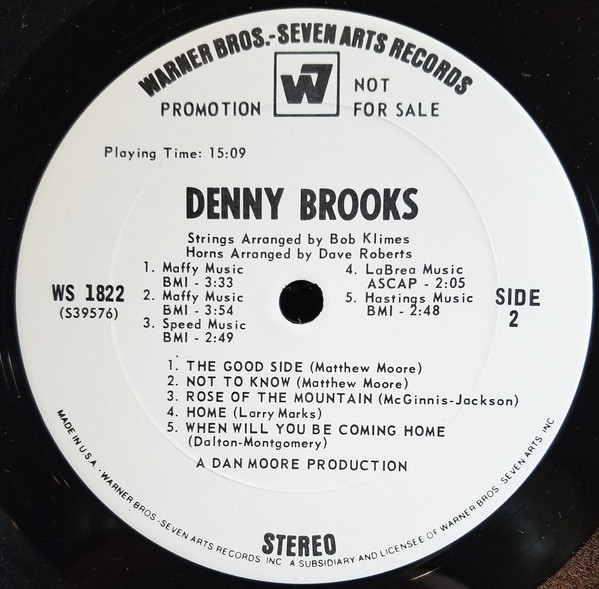 WARNER BROS.-SEVEN ARTS RECORDS
W7
PROMOTION
NOT
FOR SALE
Playing Time: 15:09
DENNY BROOKS
Strings Arranged by Bob Klimes
Horns Arranged by Dave Roberts
1. Maffy Music
BMI - 3:33
2. Maffy Music
BMI - 3:54
3. Speed Music
BMI - 2:49
4. LaBrea Music
ASCAP - 2:05
5. Hastings Music
BMI - 2:48
WS 1822
(S39576)
SIDE
2
1. THE GOOD SIDE (Matthew Moore)
2. NOT TO KNOW (Matthew Moore)
3. ROSE OF THE MOUNTAIN (McGinnis-Jackson)
4. HOME (Larry Marks)
5. WHEN WILL YOU BE COMING HOME
(Dalton-Montgomery)
A DAN MOORE PRODUCTION
STEREO
MADE IN U.S.A. · WARNER BROS.-SEVEN ARTS RECORDS INC A SUBSIDIARY AND LICENSEE OF WARNER BROS. SEVEN ARTS, INC